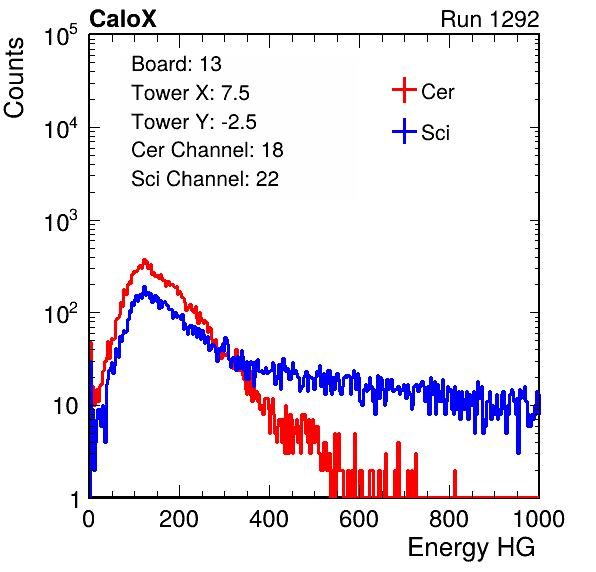 CaloX Run 1292
Counts
10^5
10^4
10^3
10^2
10
1
Board: 13
Tower X: 7.5
Tower Y: -2.5
Cer Channel: 18
Sci Channel: 22
Cer
Sci
0 200 400 600 800 1000
Energy HG